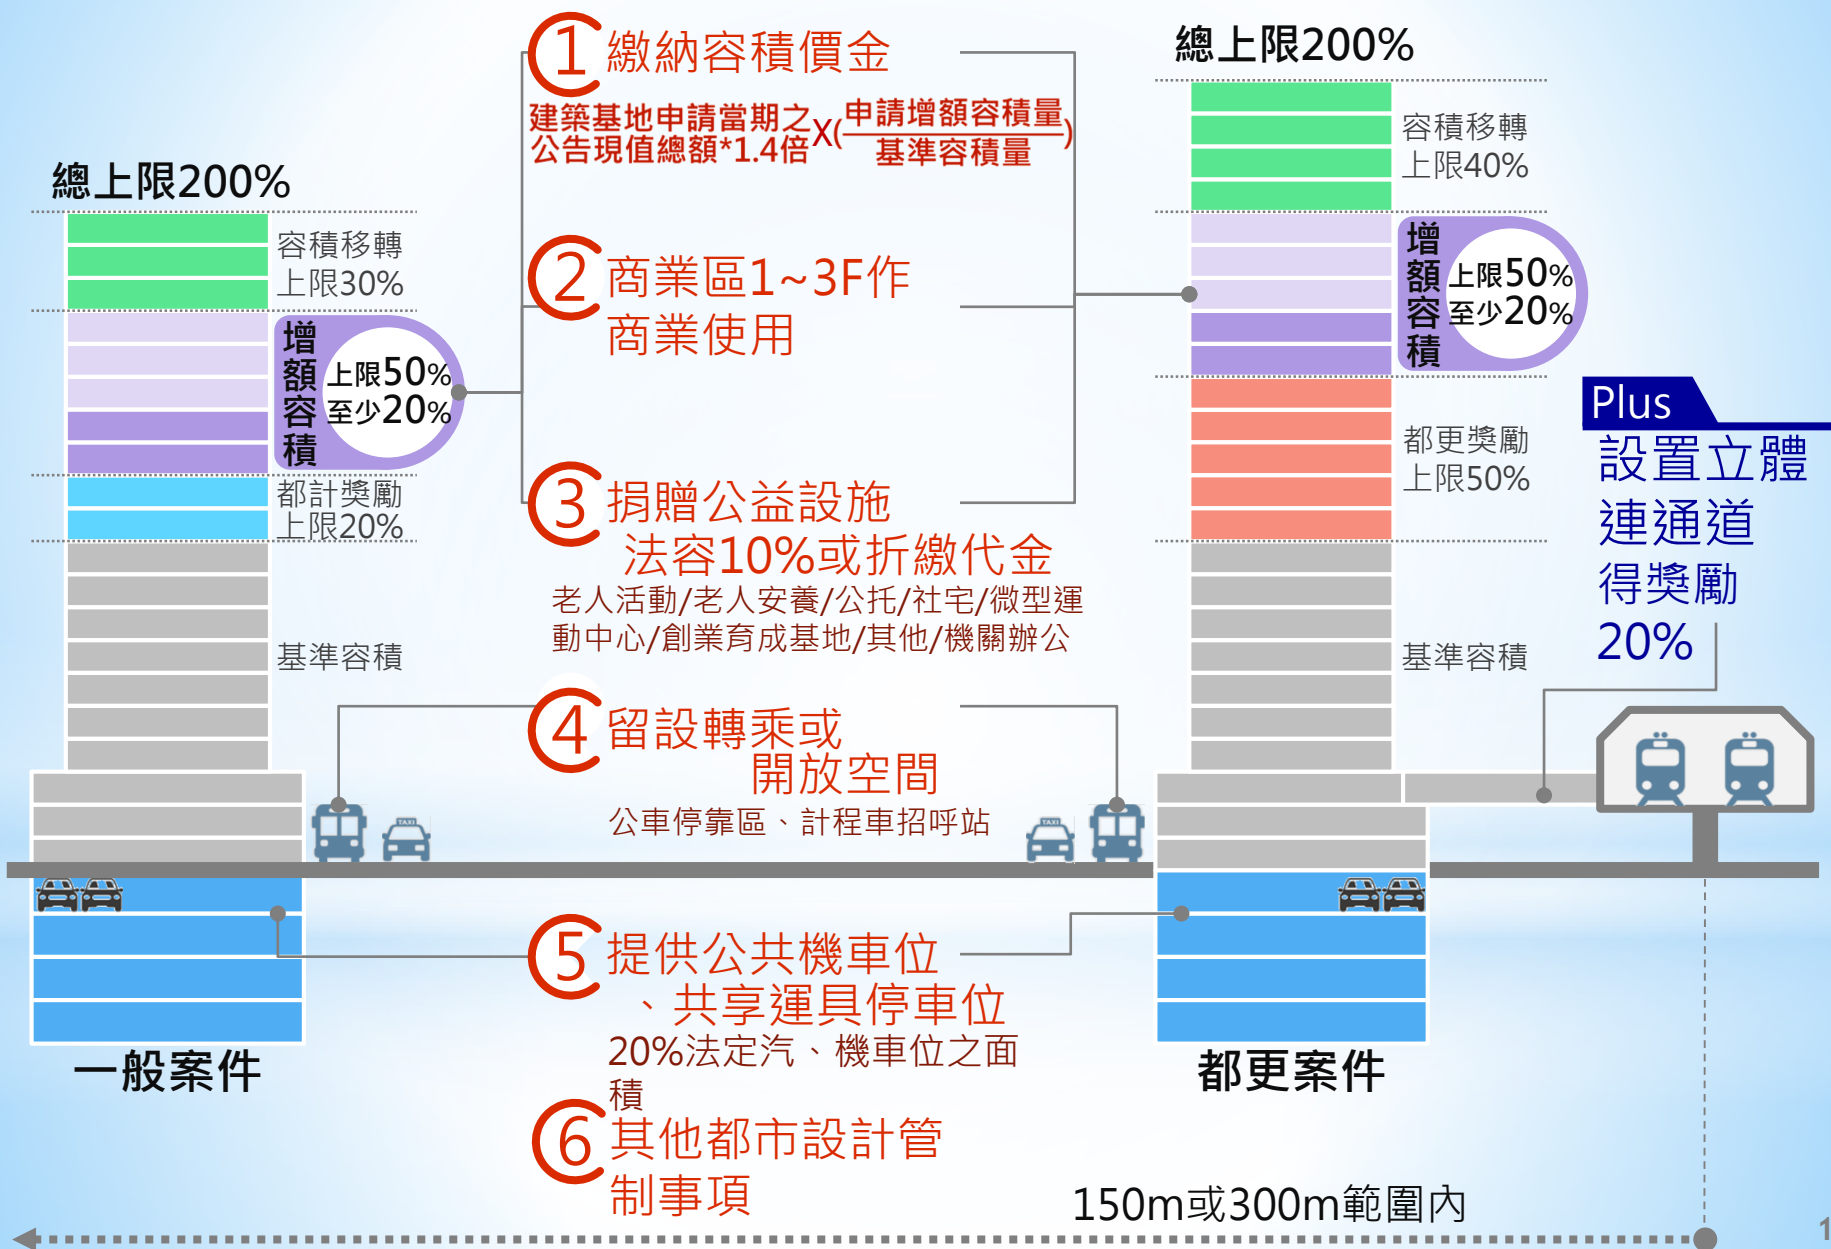 總上限200%
容積移轉
上限30%
增額容積
上限50%
至少20%
都計獎勵
上限20%
基準容積
一般案件
1
繳納容積價金
建築基地申請當期之
公告現值總額*1.4倍X(申請增額容積量
基準容積量)
2
商業區1~3F作
商業使用
3
捐贈公益設施
法容10%或折繳代金
老人活動/老人安養/公托/社宅/微型運
動中心/創業育成基地/其他/機關辦公
4
留設轉乘或
開放空間
公車停靠區、計程車招呼站
TAXI
TAXI
5
提供公共機車位
、共享運具停車位
20%法定汽、機車位之面
積
6
其他都市設計管
制事項
總上限200%
容積移轉
上限40%
增額容積
上限50%
至少20%
都更獎勵
上限50%
基準容積
都更案件
Plus
設置立體
連通道
得獎勵
20%
150m或300m範圍內
1